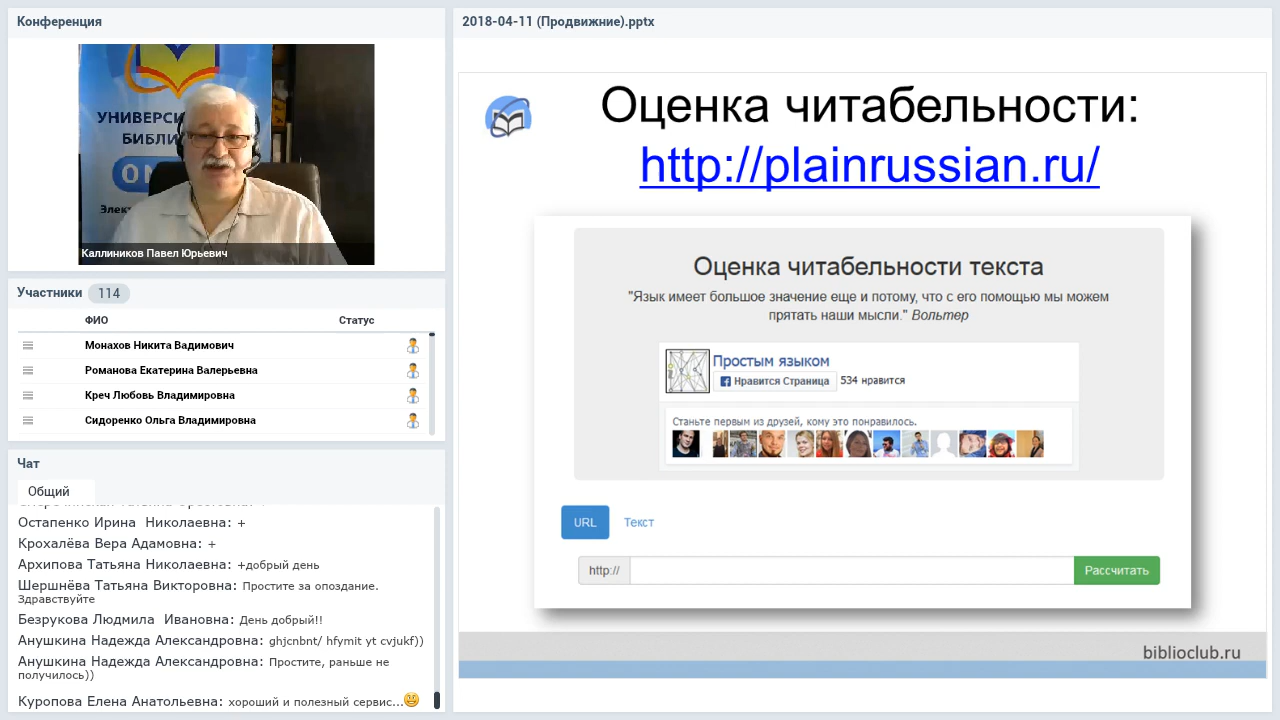 Конференция
УНИВЕРСИ
БИБЛИ
Каллиников Павел Юрьевич
Участники 114
ФИО Статус
Монахов Никита Вадимович
Романова Екатерина Валерьевна
Креч Любовь Владимировна
Сидоренко Ольга Владимировна
Чат
Общий
Остапенко Ирина Николаевна: +
Крохалёва Вера Адамовна: +
Архипова Татьяна Николаевна: +добрый день
Шершнёва Татьяна Викторовна: Простите за опоздание.
Здравствуйте
Безрукова Людмила Ивановна: День добрый!!
Анушкина Надежда Александровна: ghjcnbnt/ hfymit yt cvjukf))
Анушкина Надежда Александровна: Простите, раньше не
получилось))
Куропова Елена Анатольевна: хороший и полезный сервис...
2018-04-11 (Продвижние).pptx
Оценка читабельности:
http://plainrussian.ru/
Оценка читабельности текста
"Язык имеет большое значение еще и потому, что с его помощью мы можем
прятать наши мысли." Вольтер
Простым языком
Нравится Страница 534 нравится
Станьте первым из друзей, кому это понравилось.
URL Текст
http:// Рассчитать
biblioclub.ru